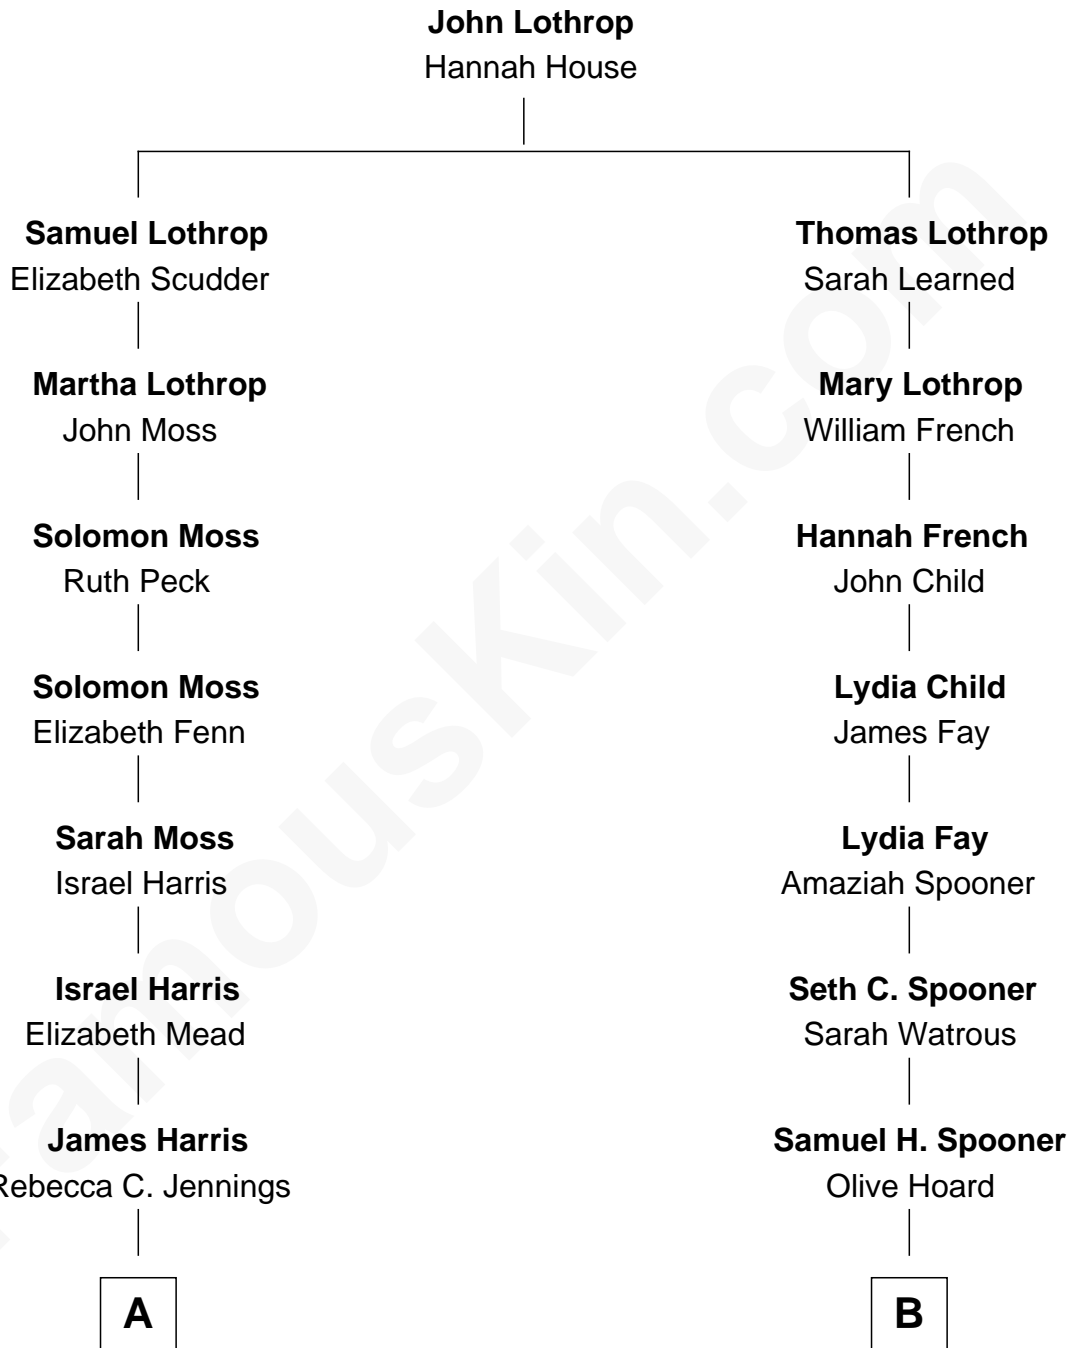 John Lothrop
Hannah House
Samuel Lothrop
Elizabeth Scudder
Thomas Lothrop
Sarah Learned
Martha Lothrop
John Moss
Mary Lothrop
William French
Solomon Moss
Ruth Peck
Hannah French
John Child
Solomon Moss
Elizabeth Fenn
Lydia Child
James Fay
Sarah Moss
Israel Harris
Lydia Fay
Amaziah Spooner
Israel Harris
Elizabeth Mead
Seth C. Spooner
Sarah Watrous
James Harris
Rebecca C. Jennings
Samuel H. Spooner
Olive Hoard
A
B
FamousKin.com